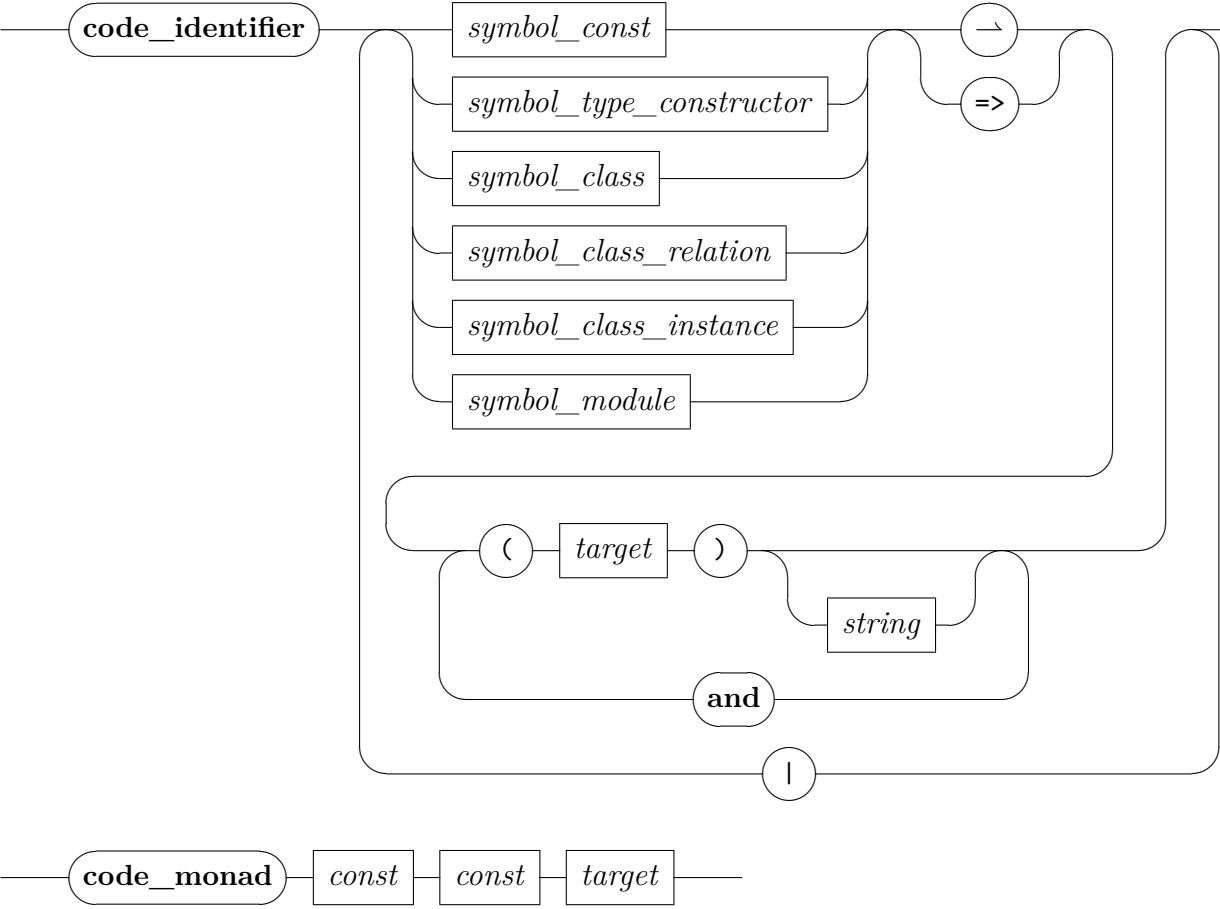 code_identifier symbol_const ⇀
symbol_type_constructor =>
symbol_class
symbol_class_relation
symbol_class_instance
symbol_module
( target )
string
and
|
code_monad const const target